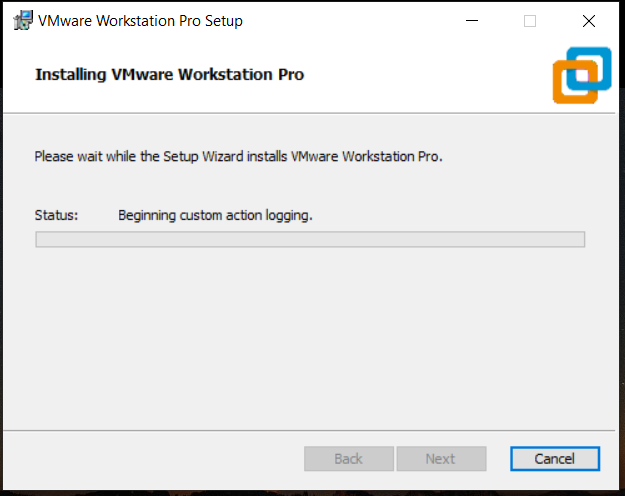 VMware Workstation Pro Setup
Installing VMware Workstation Pro
Please wait while the Setup Wizard installs VMware Workstation Pro.
Status: Beginning custom action logging.
Back Next Cancel